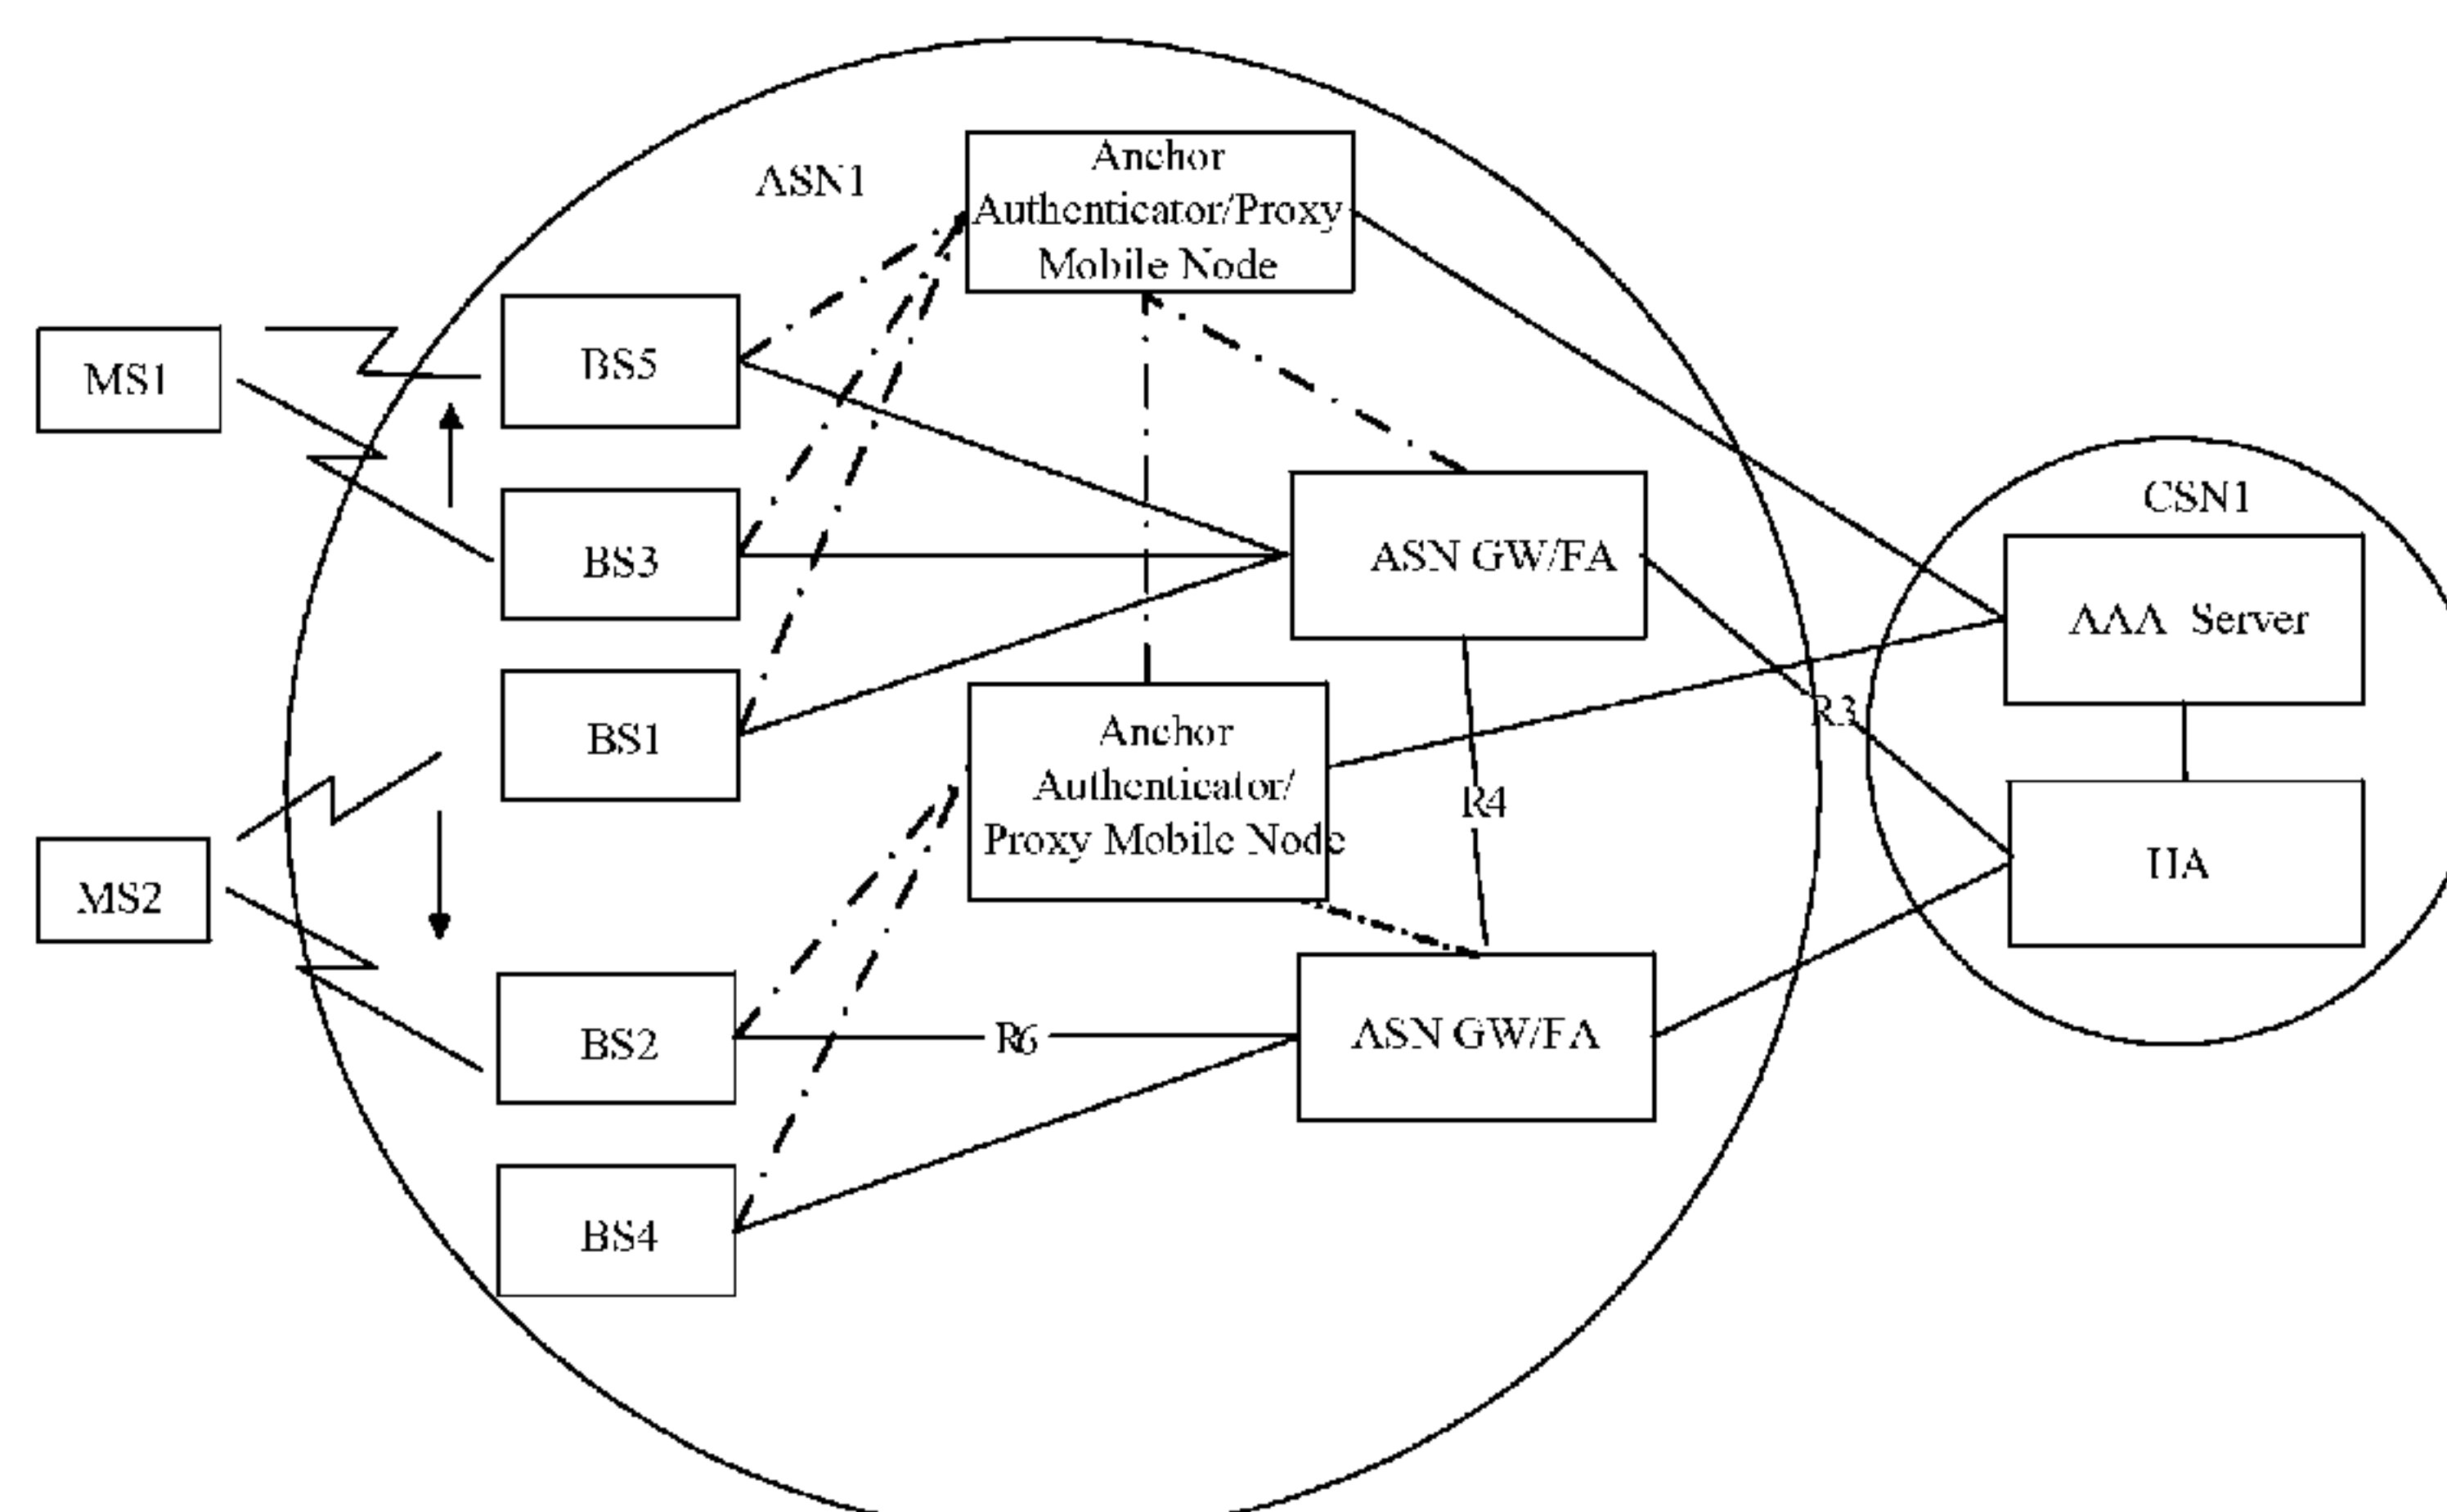 ASN1
Anchor
Authenticator/Proxy
Mobile Node
MS1
BS5
BS3
BS1
ASN GW/FA
CSN1
AAA Server
R3
Anchor
Authenticator/
Proxy Mobile Node
R4
HA
MS2
BS2
R6
ASN GW/FA
BS4